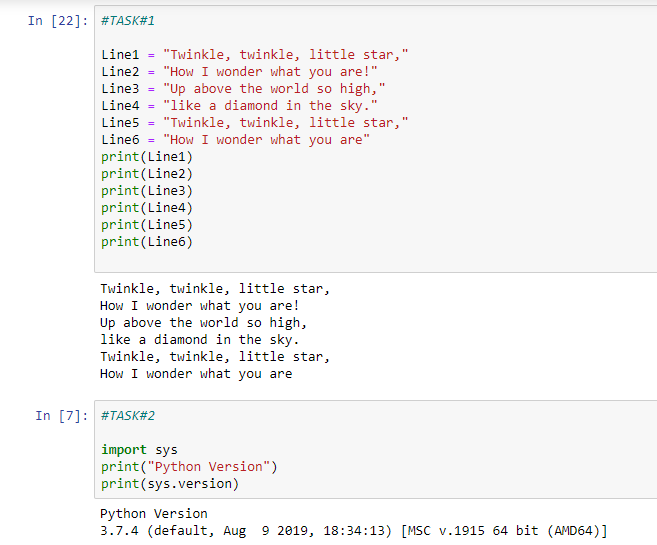 In [22]: #TASK#1
Line1 = "Twinkle, twinkle, little star,"
Line2 = "How I wonder what you are!"
Line3 = "Up above the world so high,"
Line4 = "like a diamond in the sky."
Line5 = "Twinkle, twinkle, little star,"
Line6 = "How I wonder what you are"
print(Line1)
print(Line2)
print(Line3)
print(Line4)
print(Line5)
print(Line6)
Twinkle, twinkle, little star,
How I wonder what you are!
Up above the world so high,
like a diamond in the sky.
Twinkle, twinkle, little star,
How I wonder what you are
In [7]: #TASK#2
import sys
print("Python Version")
print(sys.version)
Python Version
3.7.4 (default, Aug  9 2019, 18:34:13) [MSC v.1915 64 bit (AMD64)]